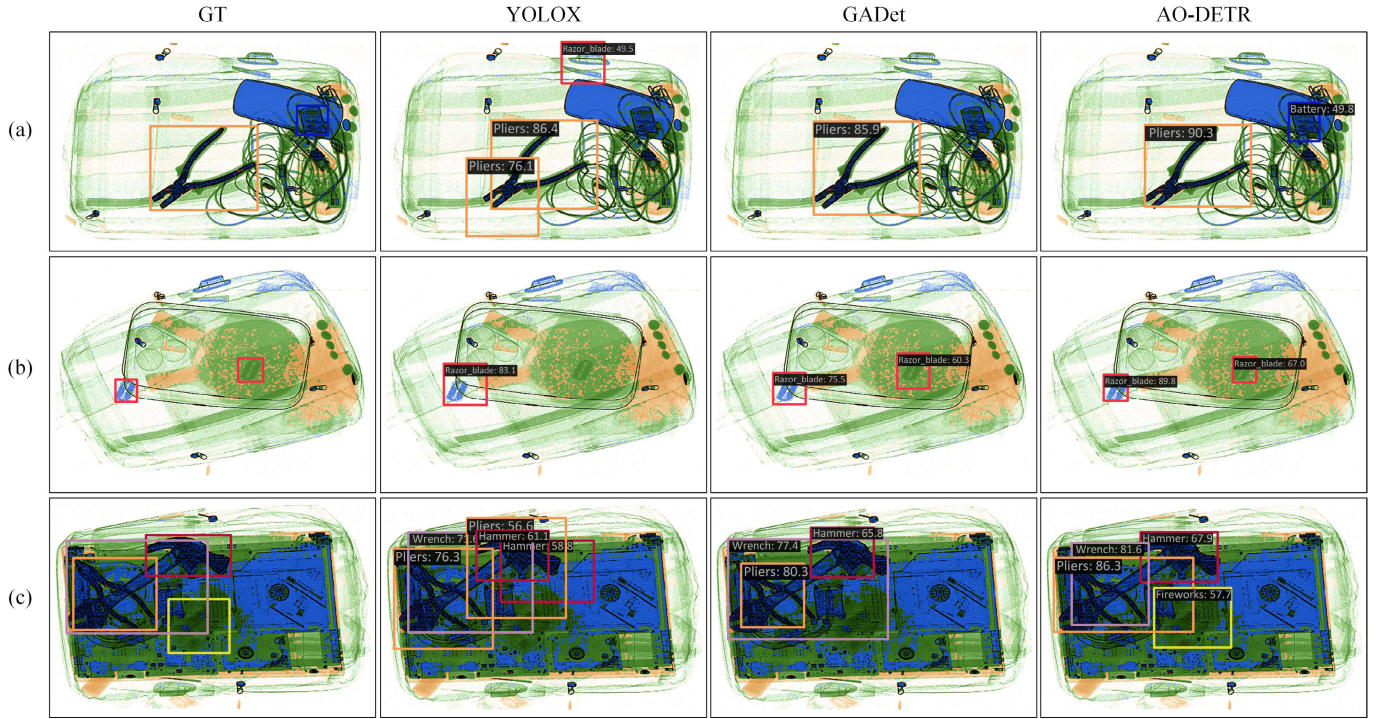 GT YOLOX GADet AO-DETR
(a)
Razor_blade: 49.5
Pliers: 86.4
Pliers: 76.1
Pliers: 85.9
Battery: 49.8
Pliers: 90.3
(b)
Razor_blade: 83.1
Razor_blade: 60.3
Razor_blade: 75.5
Razor_blade: 67.0
Razor_blade: 89.8
(c)
Pliers: 56.6
Hammer: 61.1
Hammer: 58.8
Pliers: 76.3
Hammer: 65.8
Wrench: 77.4
Pliers: 80.3
Hammer: 67.9
Wrench: 81.6
Pliers: 86.3
Fireworks: 57.7